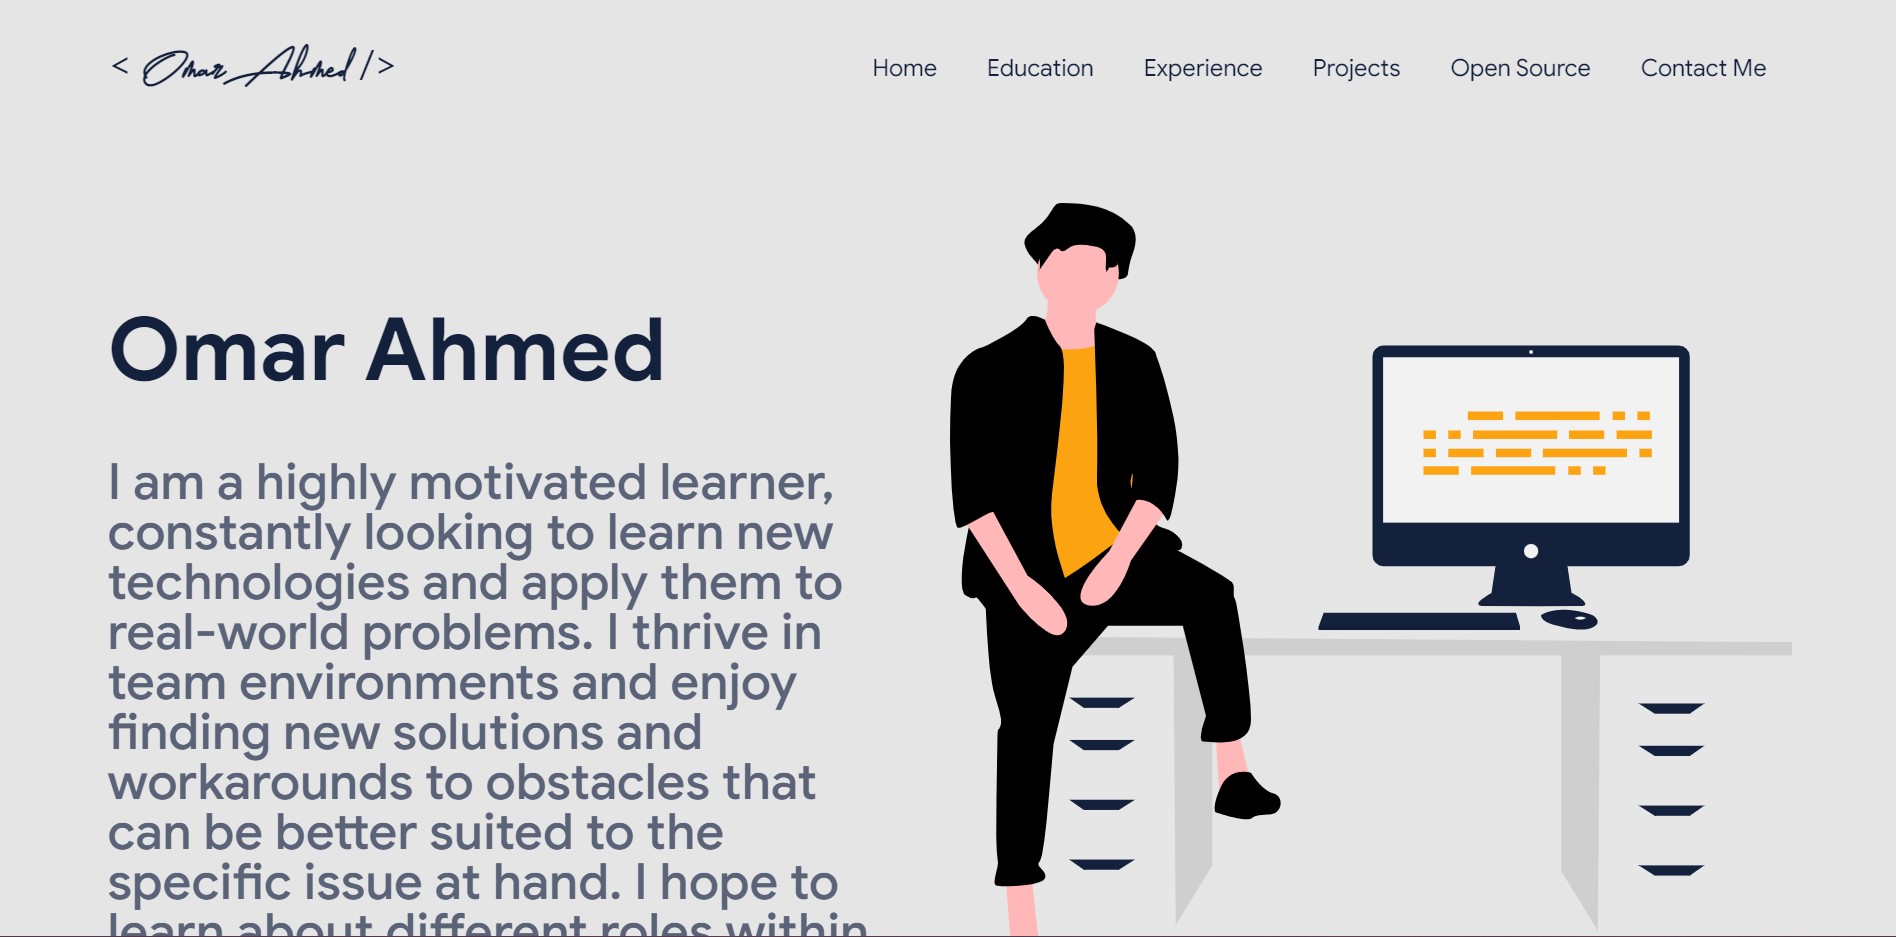 < Omar Ahmed />
Home Education Experience Projects Open Source Contact Me
Omar Ahmed
I am a highly motivated learner,
constantly looking to learn new
technologies and apply them to
real-world problems. I thrive in
team environments and enjoy
finding new solutions and
workarounds to obstacles that
can be better suited to the
specific issue at hand. I hope to
learn about different roles within